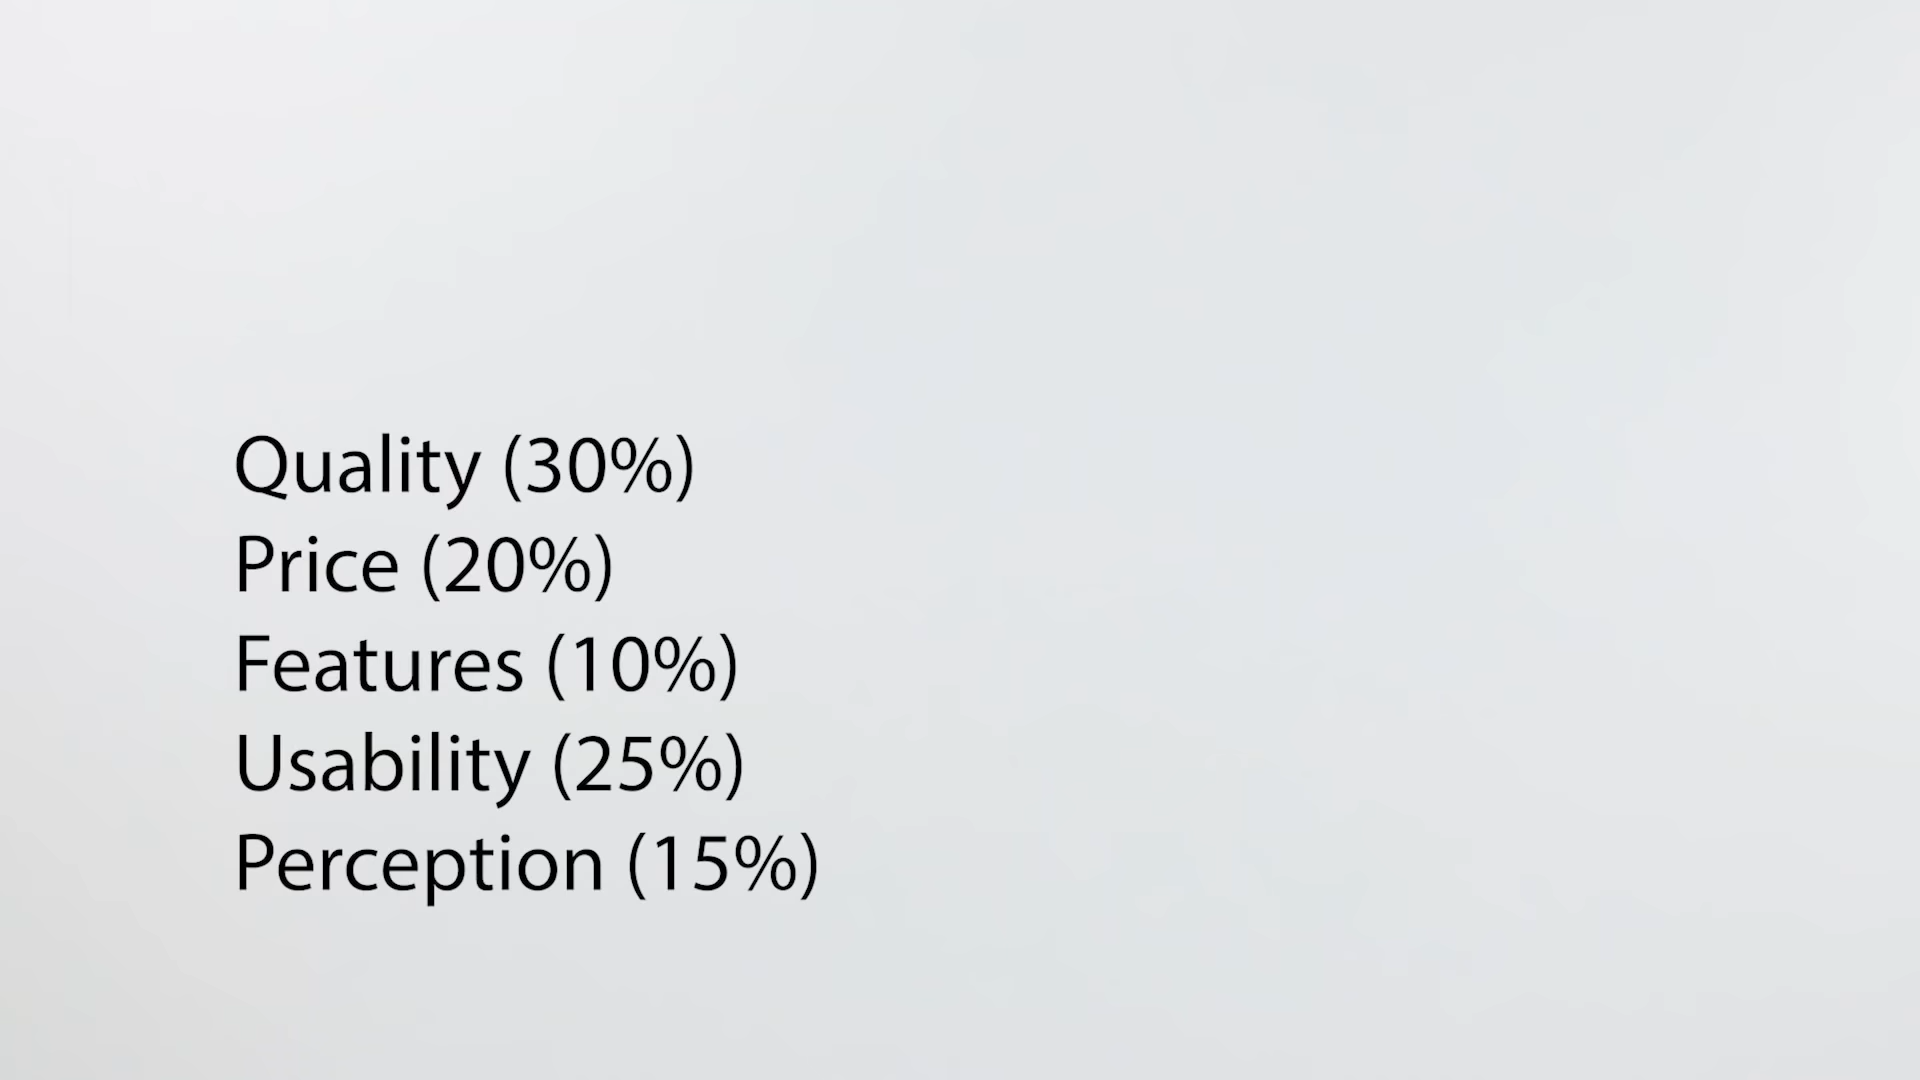 Quality (30%)
Price (20%)
Features (10%)
Usability (25%)
Perception (15%)